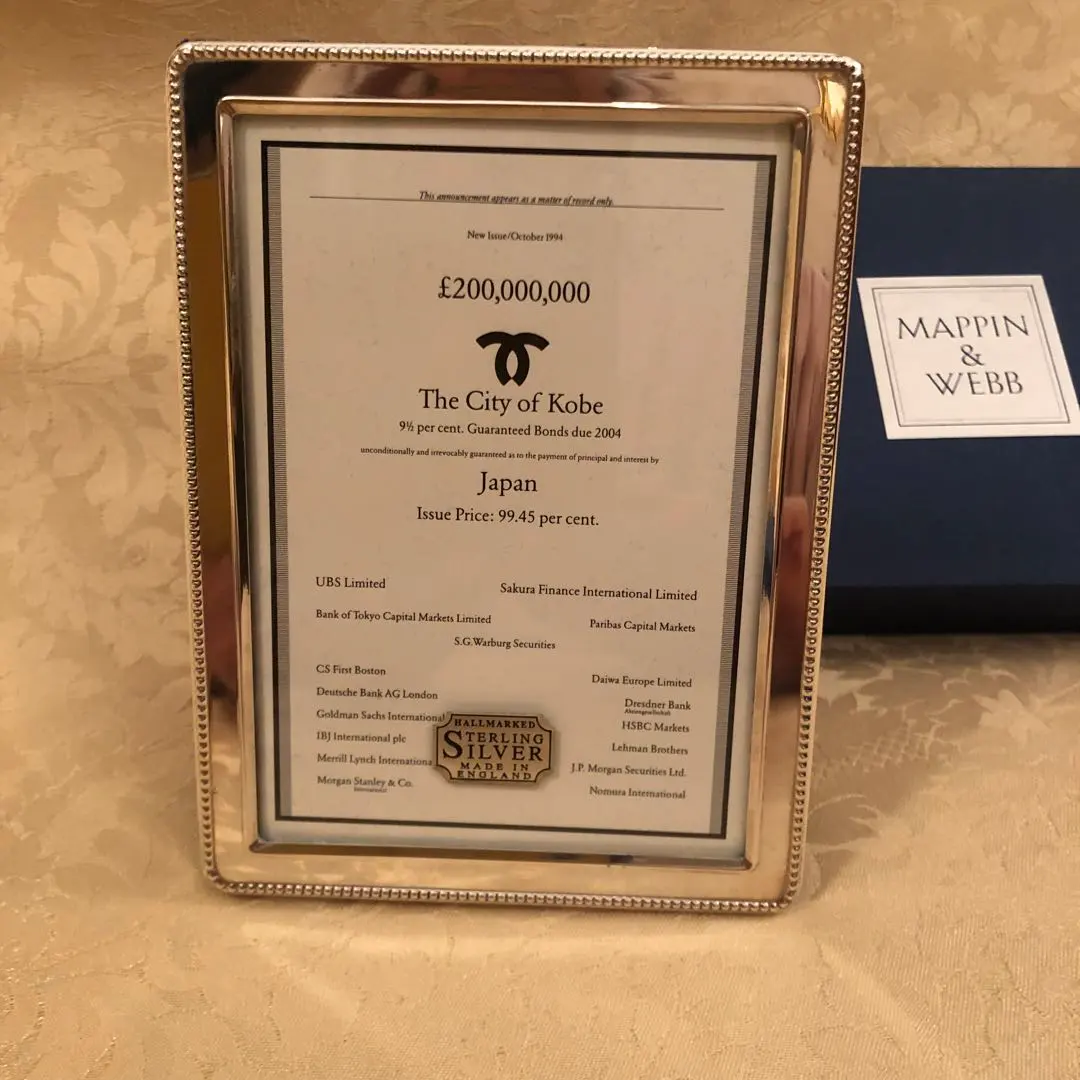 This announcement appears as a matter of record only.
New Issue/October 1994
£200,000,000
The City of Kobe
9½ per cent. Guaranteed Bonds due 2004
unconditionally and irrevocably guaranteed as to the payment of principal and interest by
Japan
Issue Price: 99.45 per cent.
UBS Limited
Sakura Finance International Limited
Bank of Tokyo Capital Markets Limited
Paribas Capital Markets
S.G.Warburg Securities
CS First Boston
Daiwa Europe Limited
Deutsche Bank AG London
Dresdner Bank
Aktiengesellschaft
Goldman Sachs International
HSBC Markets
IBJ International plc
Lehman Brothers
Merrill Lynch Internationa
J.P. Morgan Securities Ltd.
Morgan Stanley & Co.
International
Nomura International
HALLMARKED
STERLING
SILVER
MADE IN
ENGLAND
MAPPIN
&
WEBB